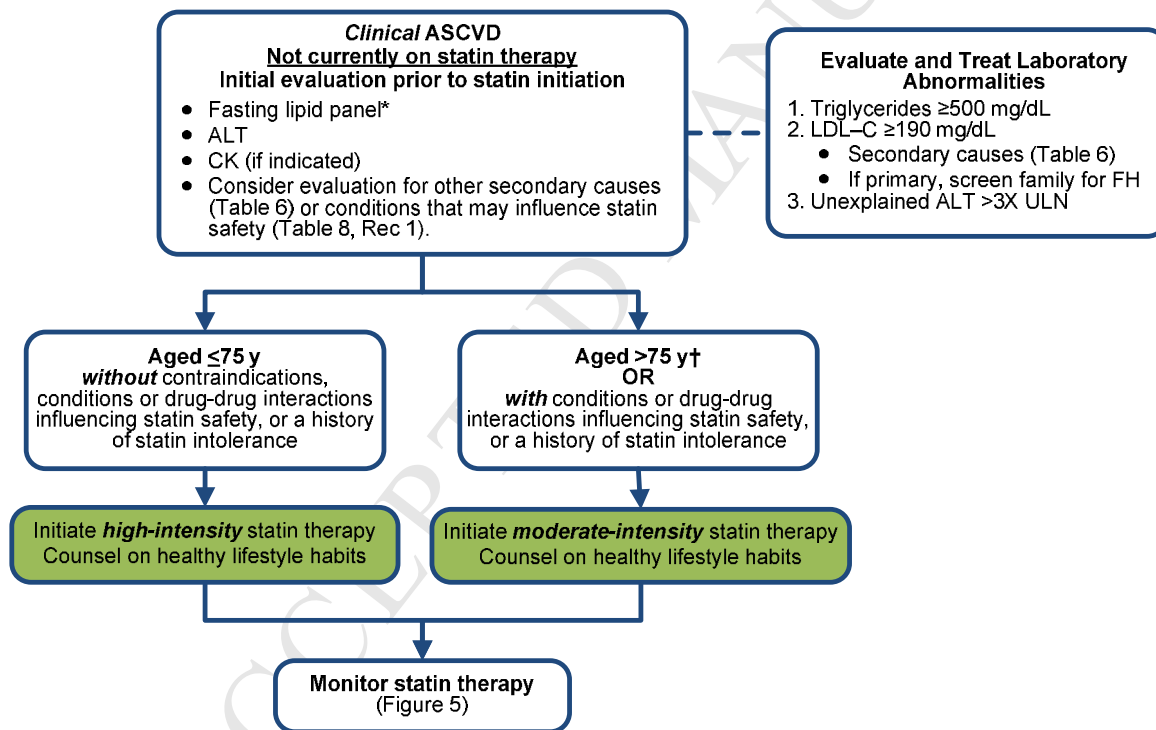 Clinical ASCVD
Not currently on statin therapy
Initial evaluation prior to statin initiation
• Fasting lipid panel*
• ALT
• CK (if indicated)
• Consider evaluation for other secondary causes
(Table 6) or conditions that may influence statin
safety (Table 8, Rec 1).
Evaluate and Treat Laboratory
Abnormalities
1. Triglycerides ≥500 mg/dL
2. LDL–C ≥190 mg/dL
• Secondary causes (Table 6)
• If primary, screen family for FH
3. Unexplained ALT >3X ULN
Aged ≤75 y
without contraindications,
conditions or drug-drug interactions
influencing statin safety, or a history
of statin intolerance
Aged >75 y†
OR
with conditions or drug-drug
interactions influencing statin safety,
or a history of statin intolerance
Initiate high-intensity statin therapy
Counsel on healthy lifestyle habits
Initiate moderate-intensity statin therapy
Counsel on healthy lifestyle habits
Monitor statin therapy
(Figure 5)